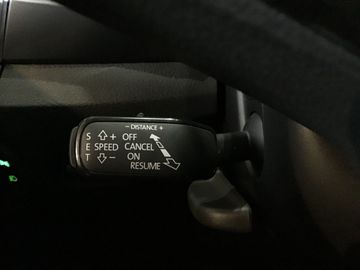 - DISTANCE +
S + OFF
E SPEED CANCEL
T - ON
RESUME